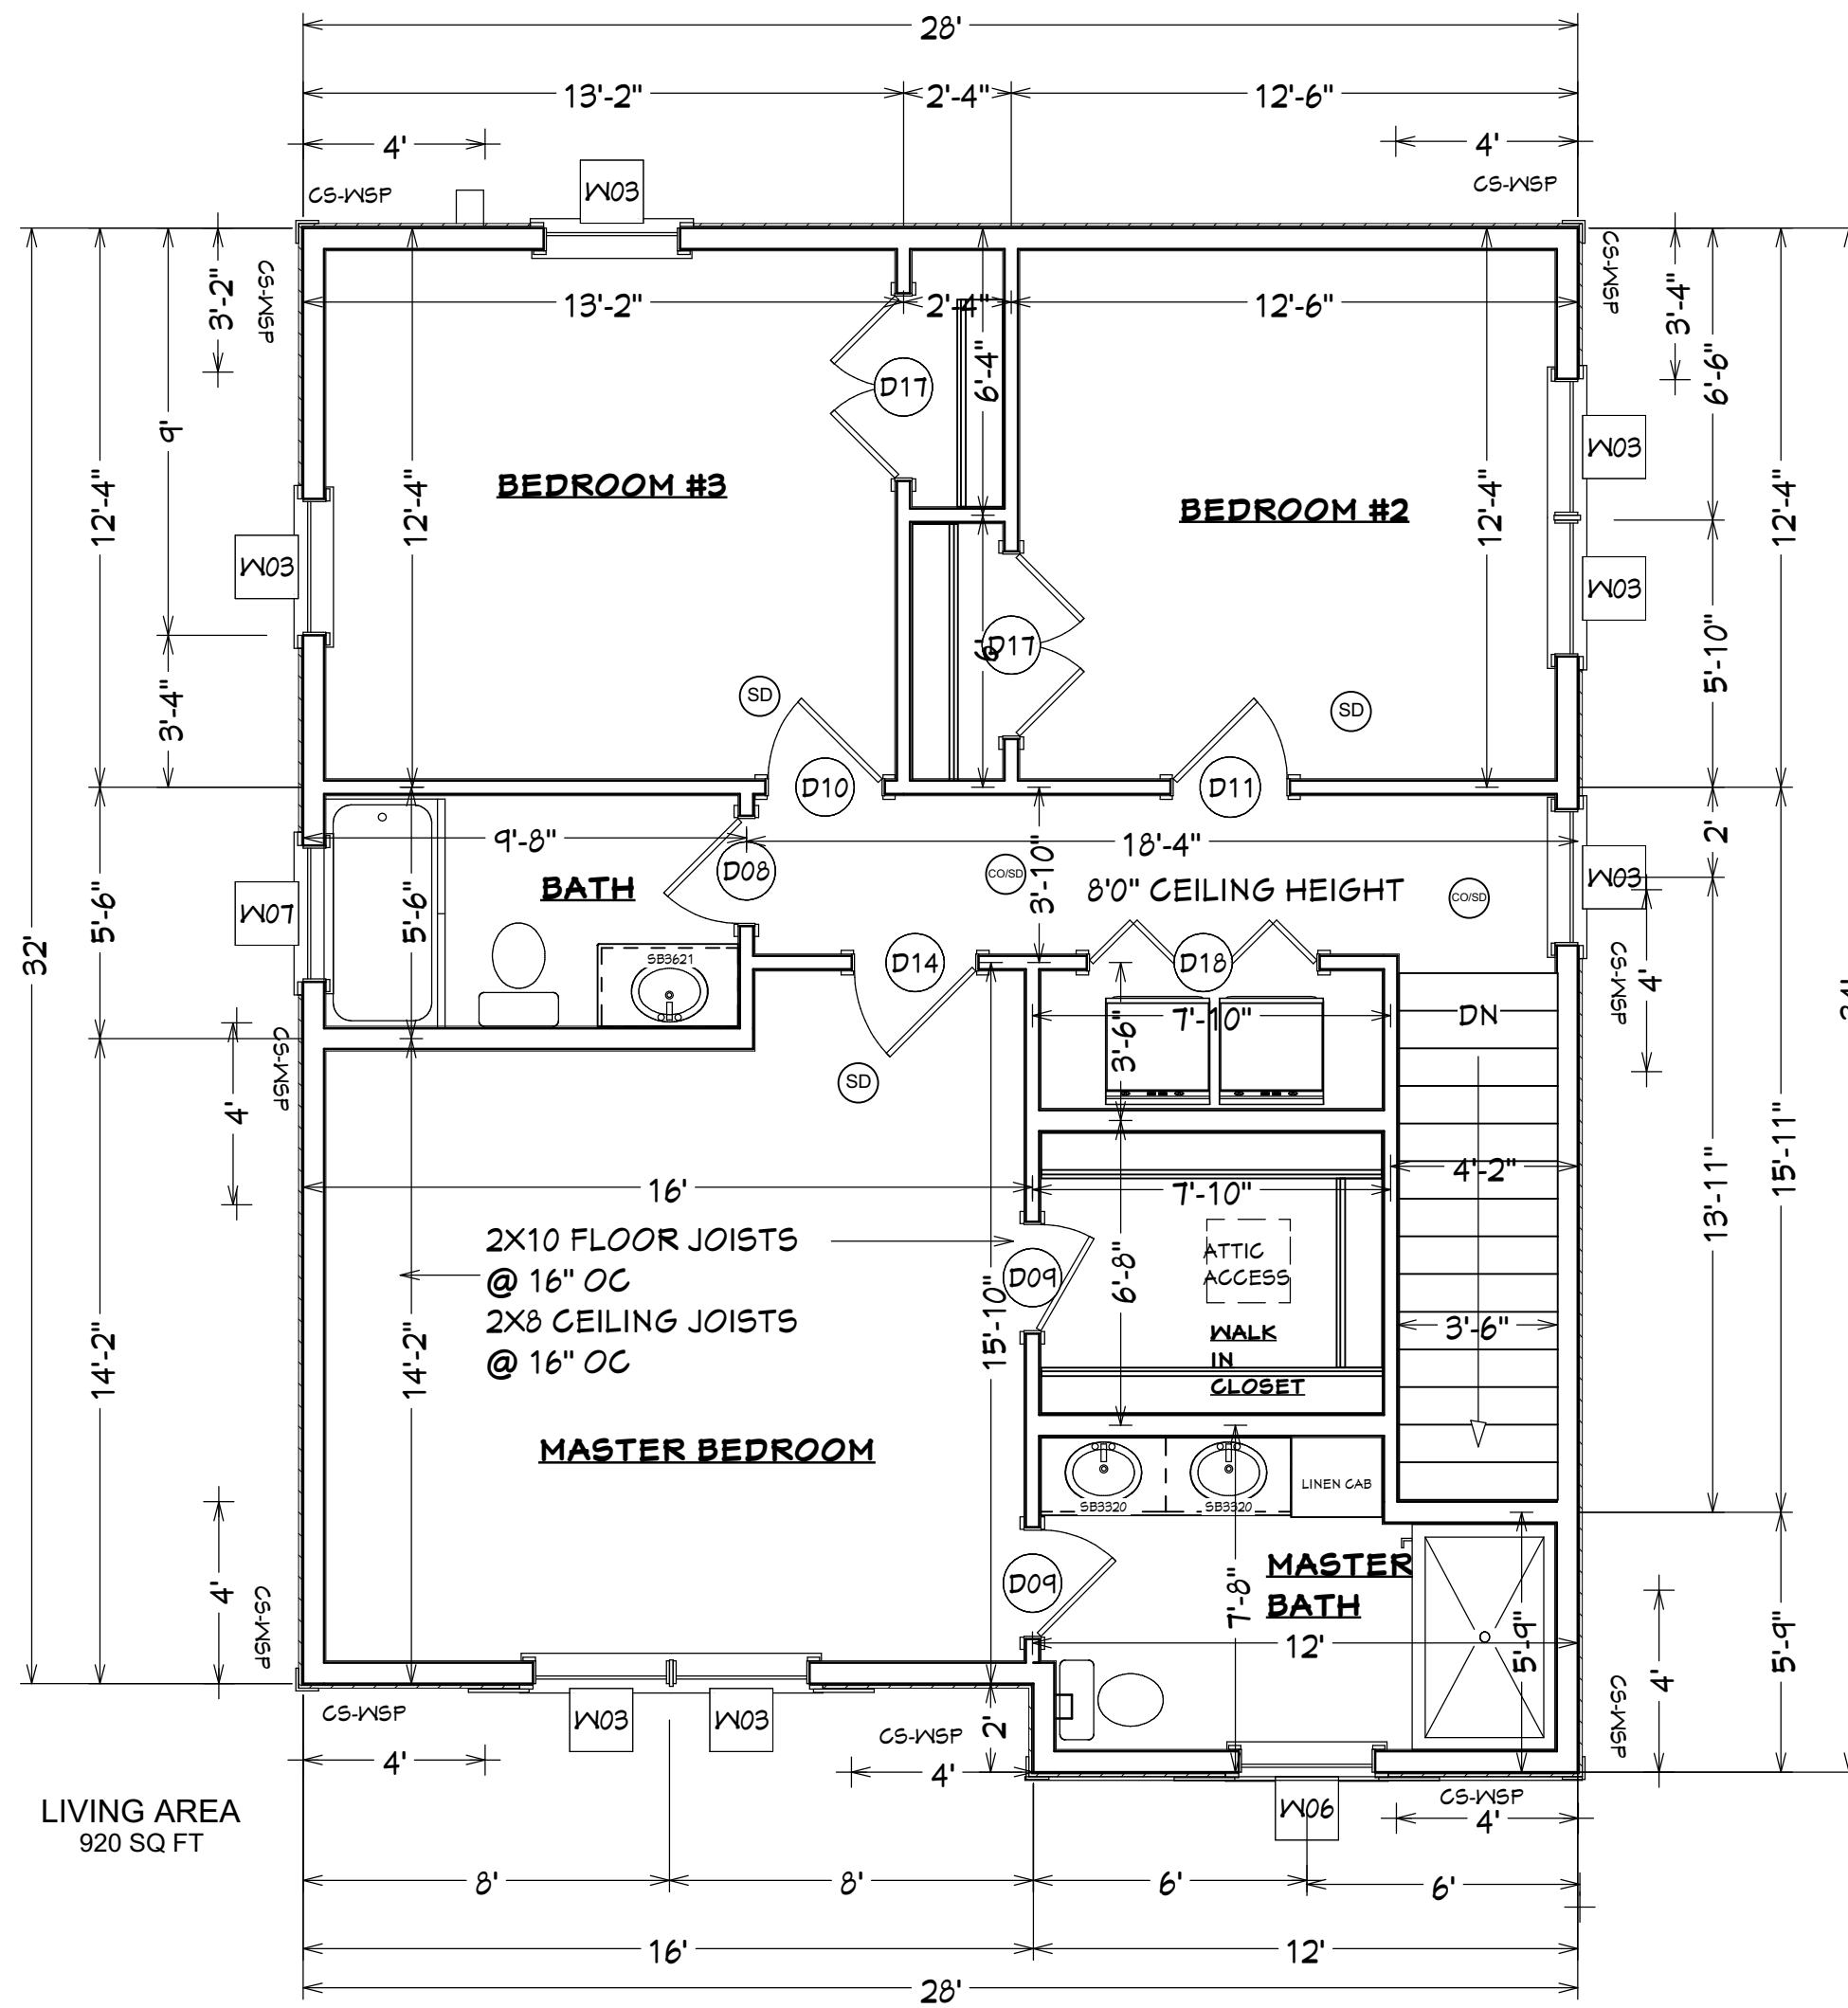 28'
13'-2" 2'-4" 12'-6"
4' 4'
CS-WSP W03 CS-WSP
CS-WSP 3'-2" CS-WSP 3'-4"
13'-2" 2'-4" 12'-6"
9' 12'-4" 12'-4" 6'-4" D17 12'-4" 6'-6" 12'-4"
BEDROOM #3 BEDROOM #2
W03 W03
W03
6' D17
3'-4" SD SD 5'-10"
D10 D11
9'-8" 18'-4" 2'
D08 CO/SD 3'-10" W03
BATH 8'0" CEILING HEIGHT CO/SD
W07 5'-6" 5'-6"
32'
SB3621 D14 D18
CS-WSP 4'
7'-10" DN
3'-6"
CS-WSP 4' SD
4'-2"
16' 7'-10" 13'-11" 15'-11"
2X10 FLOOR JOISTS
@ 16" OC
2X8 CEILING JOISTS
@ 16" OC
D09 6'-8" ATTIC
ACCESS
14'-2" 14'-2" 15'-10" 3'-6"
WALK
IN
CLOSET
MASTER BEDROOM
SB3320 SB3320 LINEN CAB
4' CS-WSP D09 7'-8" MASTER
BATH
12' 5'-9" 4' 5'-9"
CS-WSP W03 W03 CS-WSP 2' CS-WSP
4' 4' CS-WSP
4'
W06
LIVING AREA
920 SQ FT
8' 8' 6' 6'
16' 12'
28'